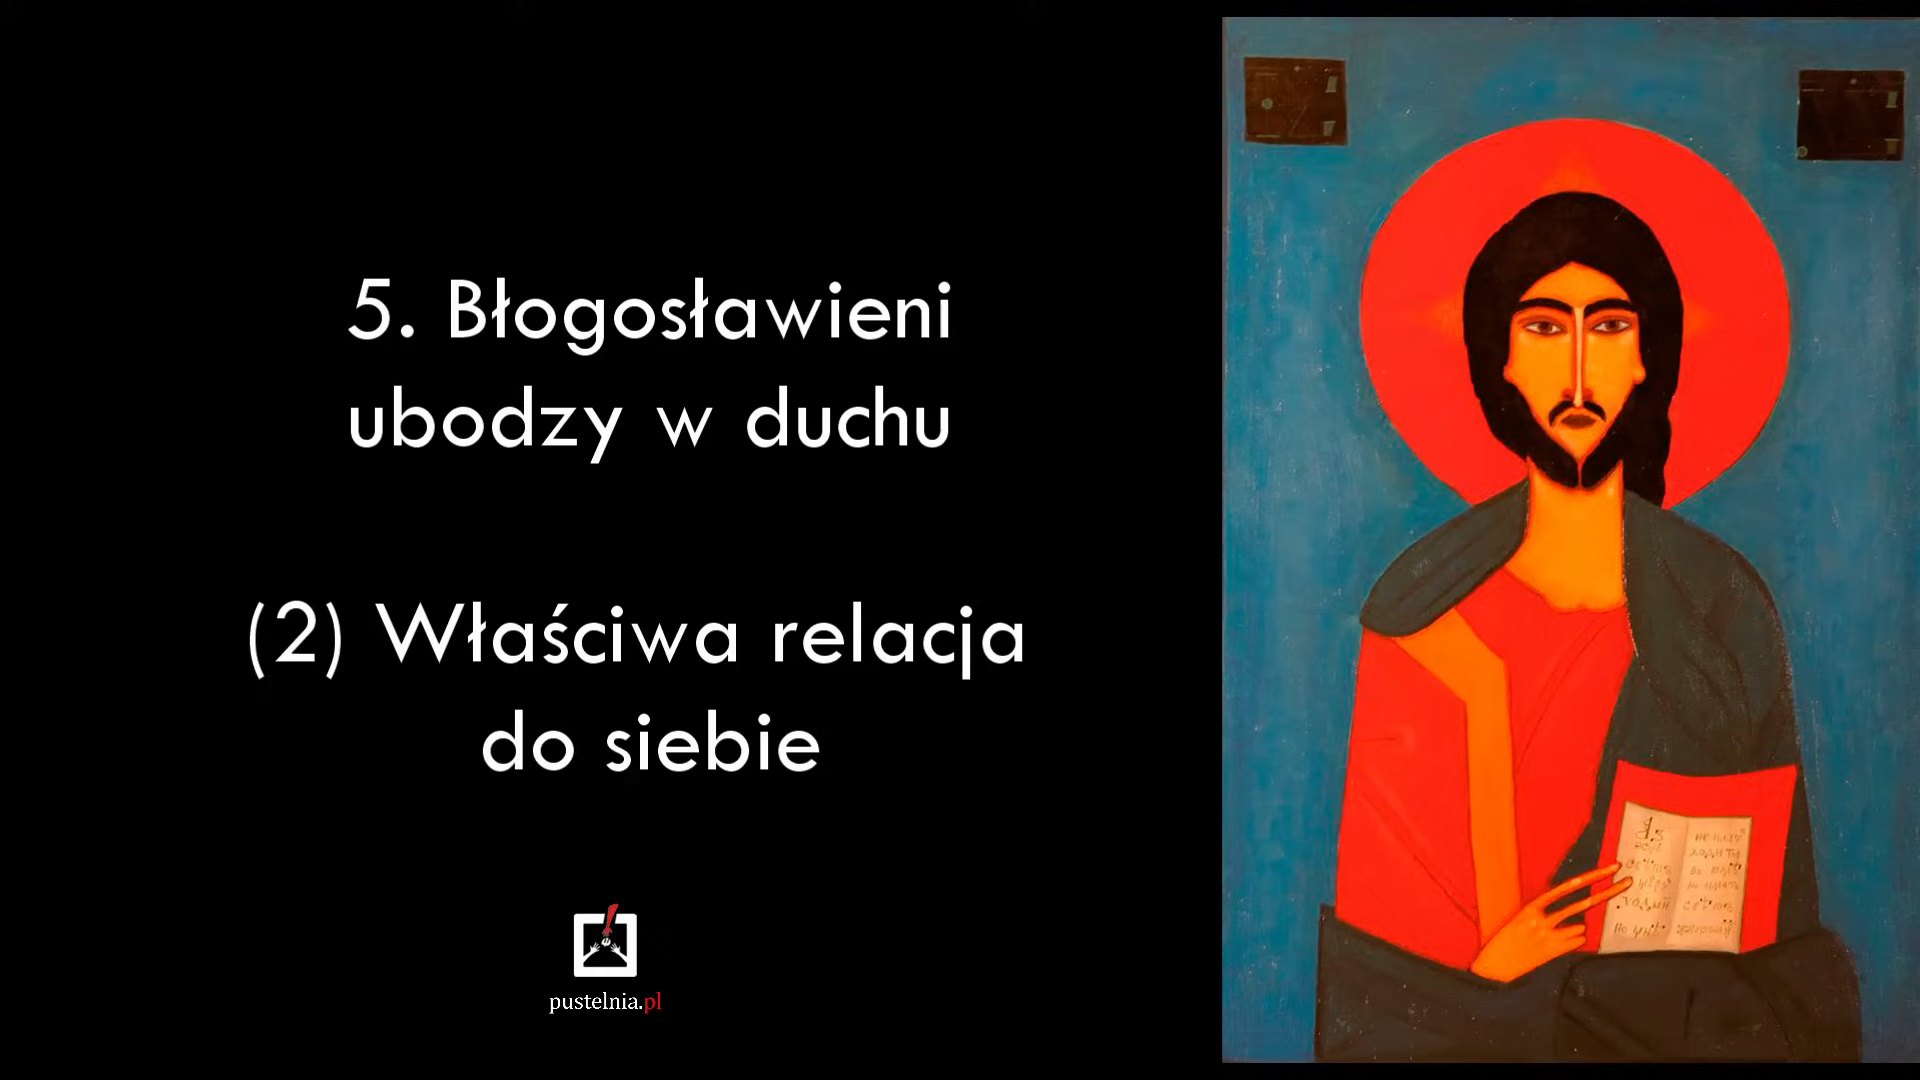 5. Błogosławieni
ubodzy w duchu
(2) Właściwa relacja
do siebie
pustelnia.pl